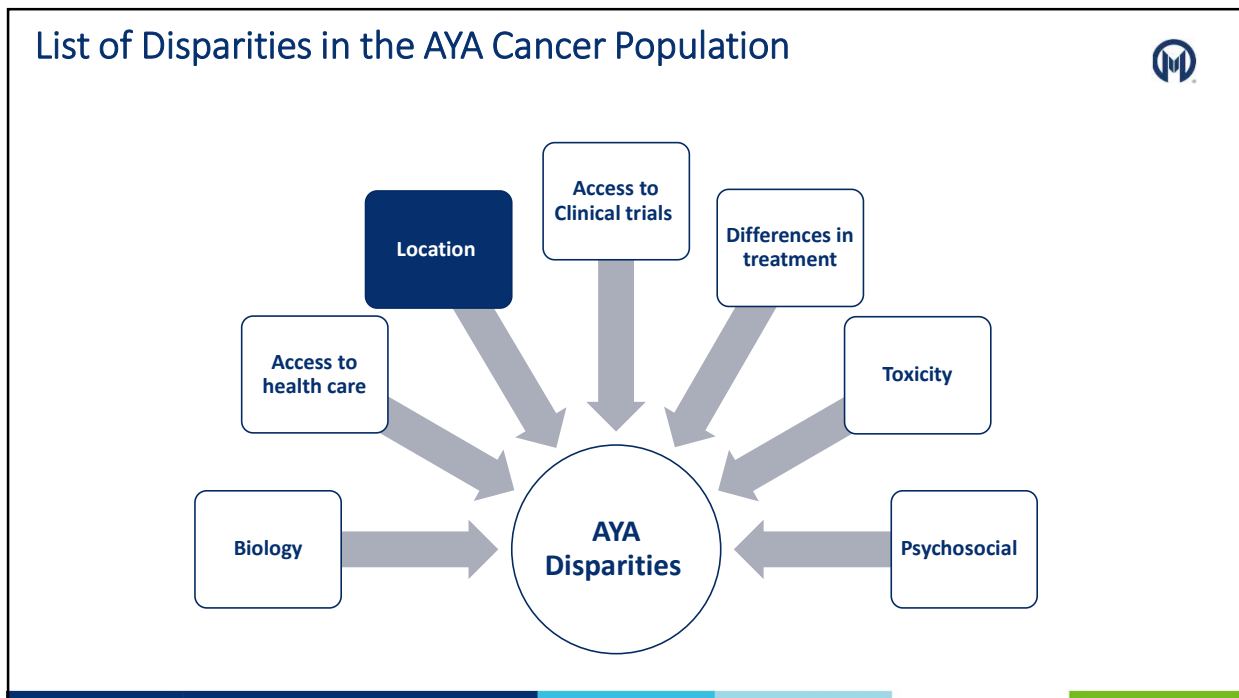 List of Disparities in the AYA Cancer Population
Access to
Clinical trials
Location
Differences in
treatment
Access to
health care
Toxicity
Biology
AYA
Disparities
Psychosocial